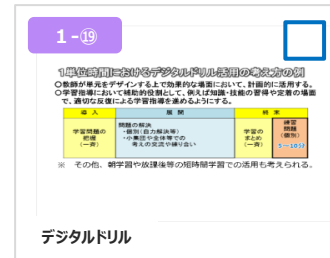 1-⑲
1単位時間におけるデジタルドリル活用の考え方の例
○教師が単元をデザインする上で効果的な場面において、計画的に活用する。
○学習指導において補助的役割として、例えば知識・技能の習得や定着の場面
で、適切な反復による学習指導を進めるようにする。
導 入 展 開 終 末
学習問題の
把握
(一斉)
問題の解決
・個別(自力解決等)
・小集団や全体等での
考えの交流や練り合い
学習の
まとめ
(一斉)
練習
問題
(個別)
5~10分
※ その他、朝学習や放課後等の短時間学習での活用も考えられる。
デジタルドリル